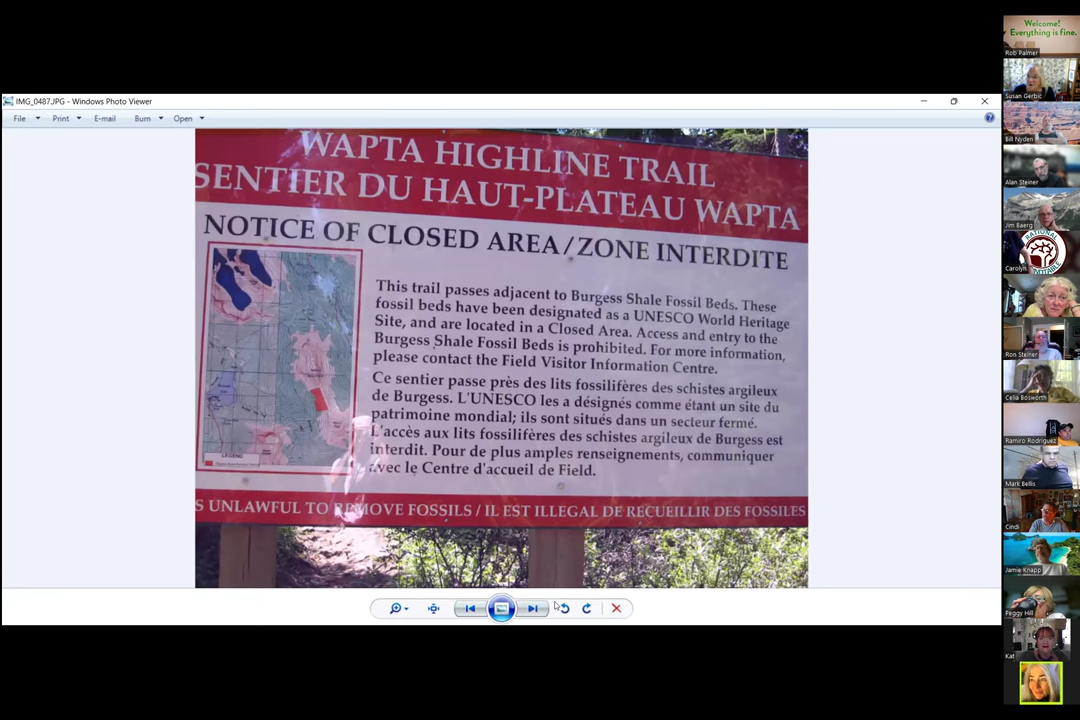 IMG_0487.JPG - Windows Photo Viewer
File Print E-mail Burn Open
WAPTA HIGHLINE TRAIL
SENTIER DU HAUT-PLATEAU WAPTA
NOTICE OF CLOSED AREA / ZONE INTERDITE
This trail passes adjacent to Burgess Shale Fossil Beds. These
fossil beds have been designated as a UNESCO World Heritage
Site, and are located in a Closed Area. Access and entry to the
Burgess Shale Fossil Beds is prohibited. For more information,
please contact the Field Visitor Information Centre.
Ce sentier passe près des lits fossilifères des schistes argileux
de Burgess. L'UNESCO les a désignés comme étant un site du
patrimoine mondial; ils sont situés dans un secteur fermé.
L'accès aux lits fossilifères des schistes argileux de Burgess est
interdit. Pour de plus amples renseignements, communiquer
avec le Centre d'accueil de Field.
LEGEND
S UNLAWFUL TO REMOVE FOSSILS / IL EST ILLEGAL DE RECUEILLIR DES FOSSILES
Welcome!
Everything is fine.
Rob Palmer
Susan Gerbic
Bill Nyden
Alan Steiner
Jim Baerg
RATIONAL
Carolyn
Ron Steiner
Celia Bosworth
Ramiro Rodriguez
Mark Bellis
Cindi
Jamie Knapp
Peggy Hill
Kat